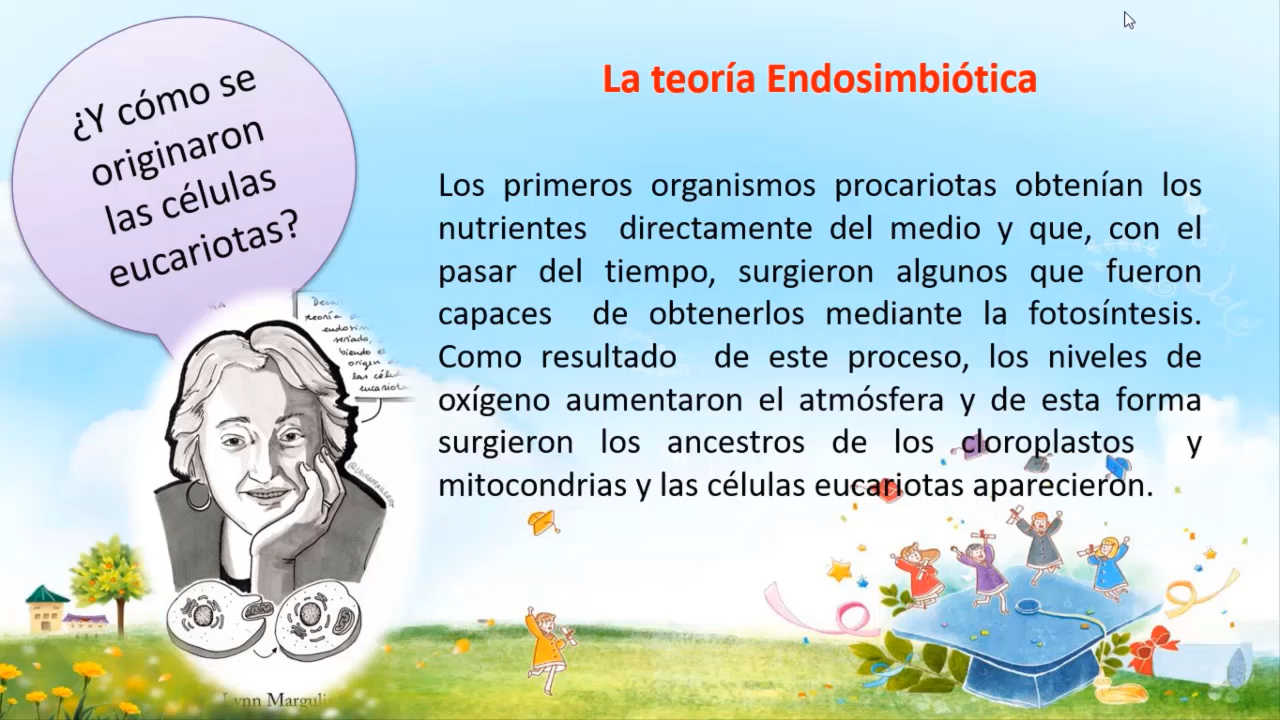 ¿Y cómo se
originaron
las células
eucariotas?
La teoría Endosimbiótica
Los primeros organismos procariotas obtenían los
nutrientes directamente del medio y que, con el
pasar del tiempo, surgieron algunos que fueron
capaces de obtenerlos mediante la fotosíntesis.
Como resultado de este proceso, los niveles de
oxígeno aumentaron el atmósfera y de esta forma
surgieron los ancestros de los cloroplastos y
mitocondrias y las células eucariotas aparecieron.
teoría
origen
Lynn